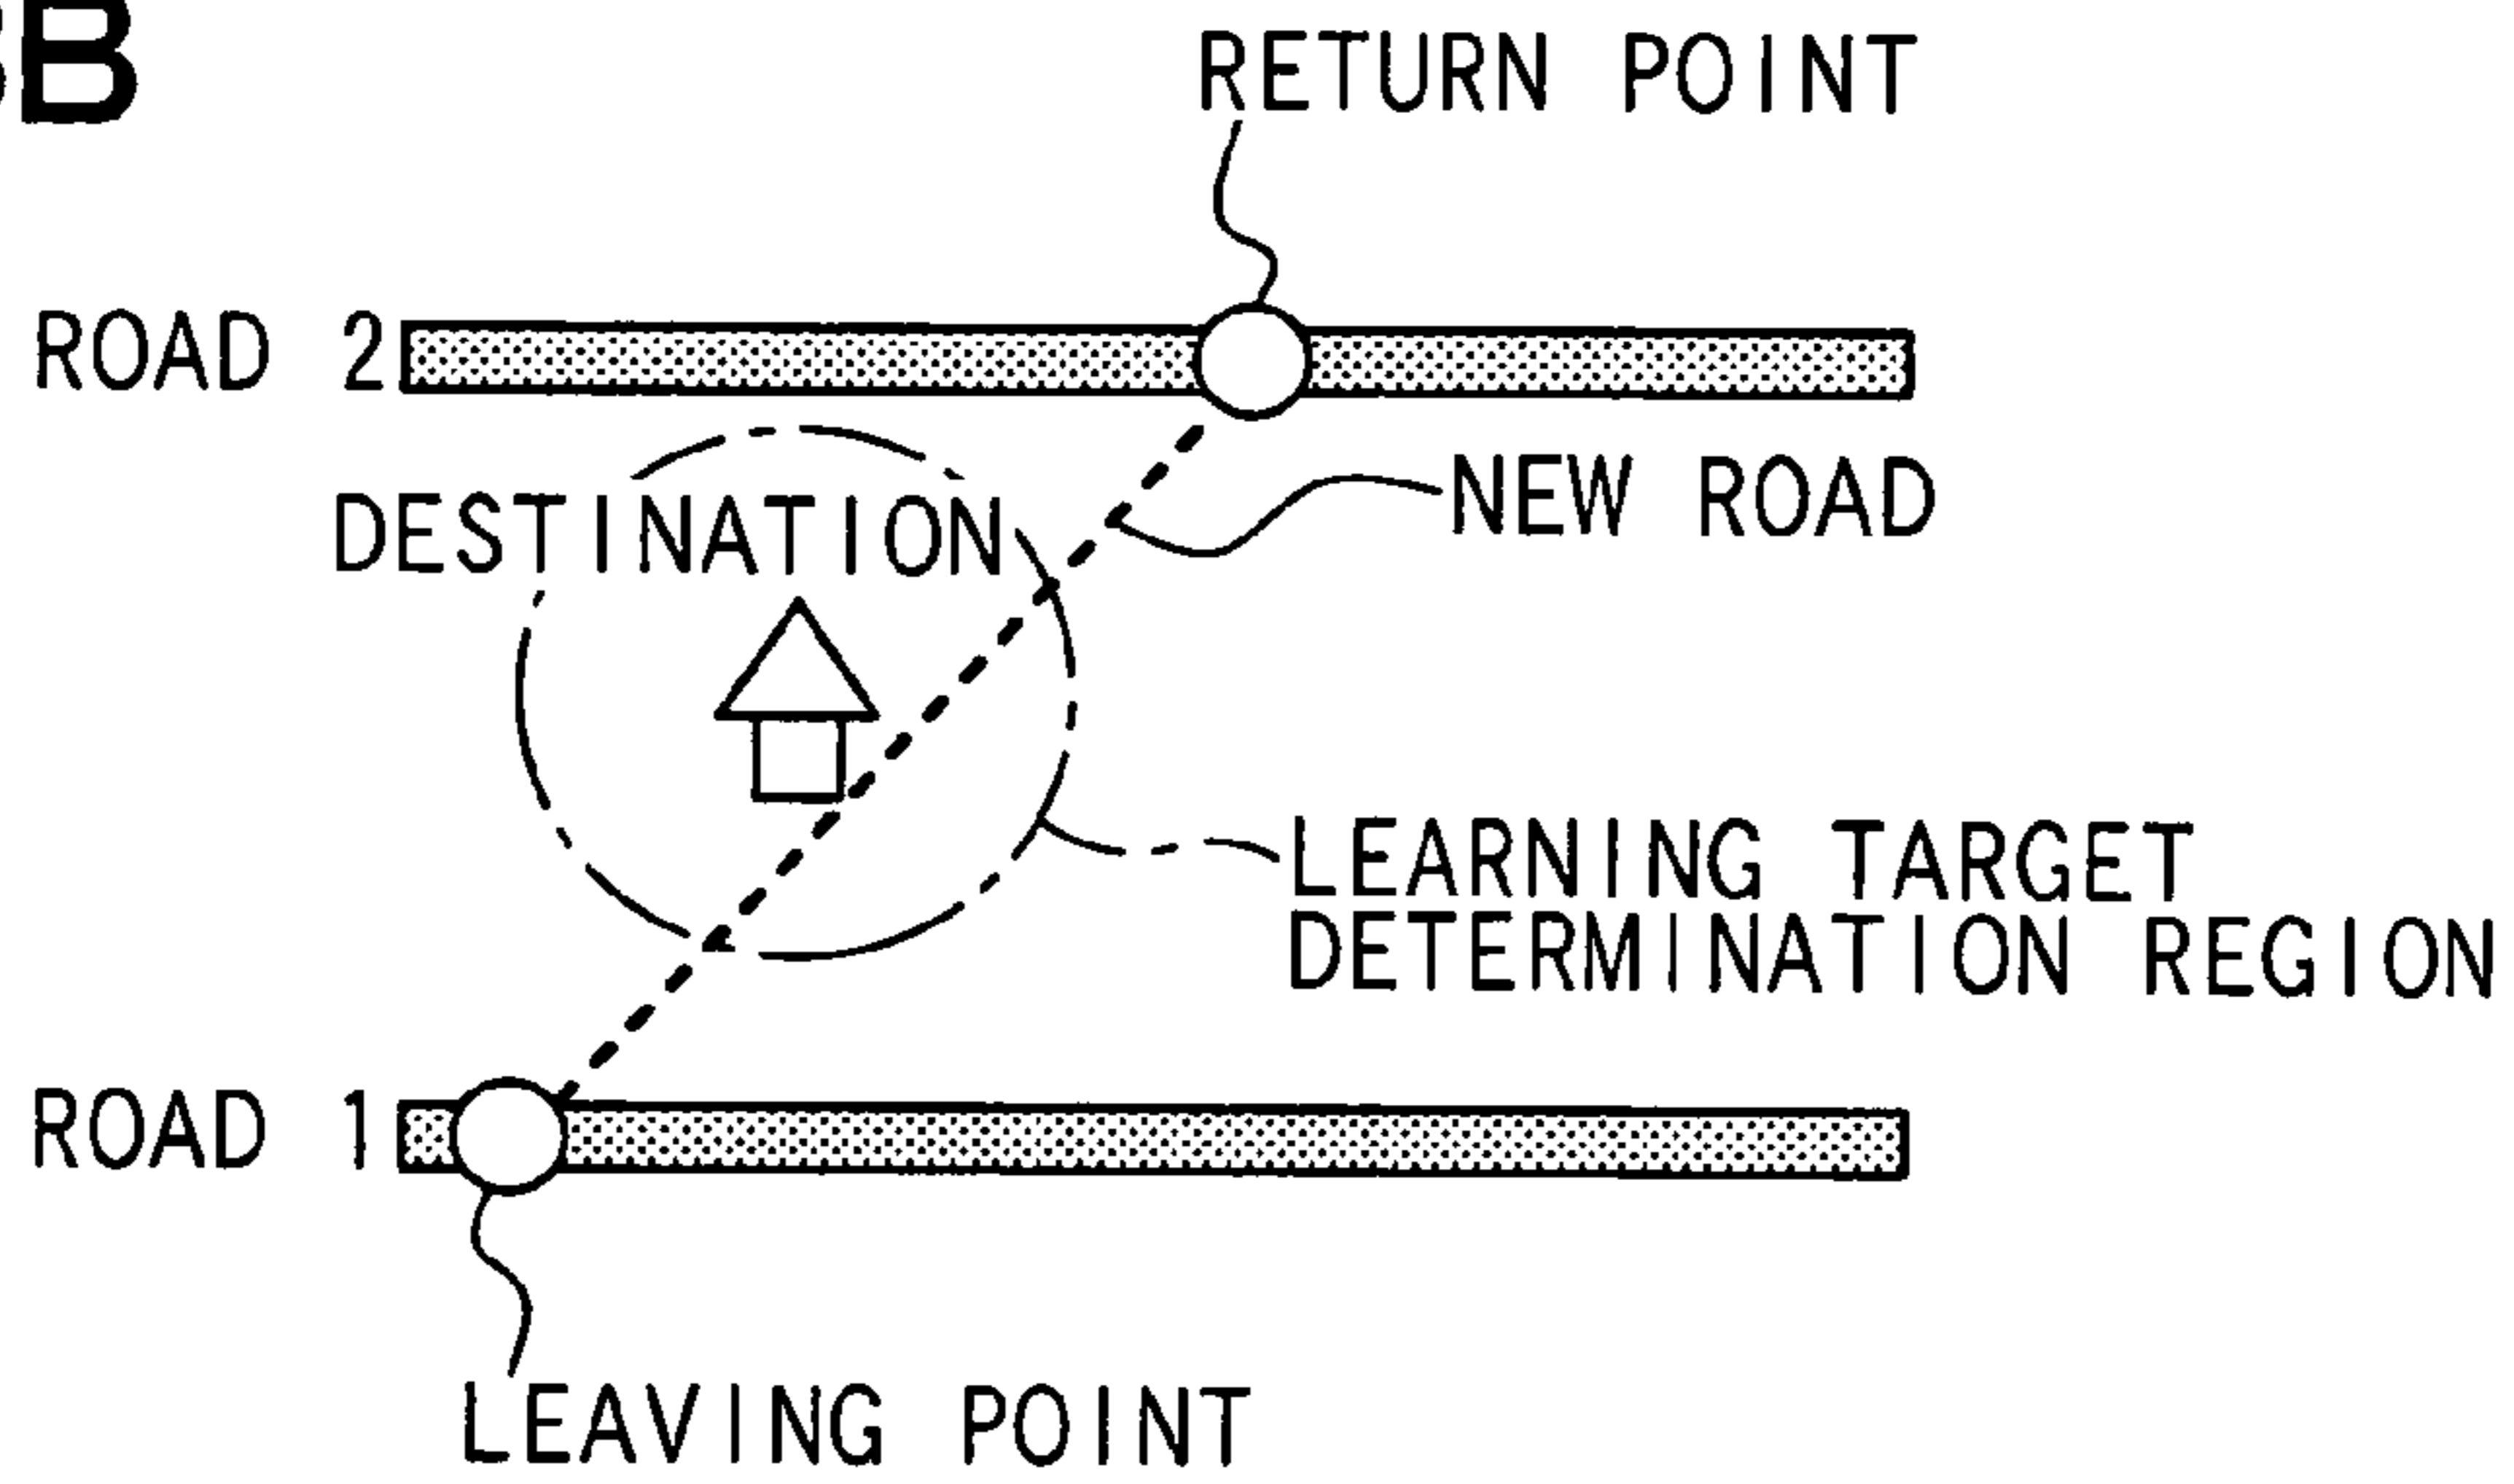 B
RETURN POINT
ROAD 2
NEW ROAD
DESTINATION
LEARNING TARGET
DETERMINATION REGION
ROAD 1
LEAVING POINT